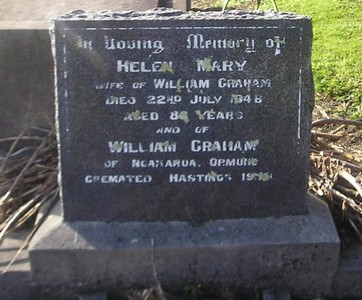 In Loving Memory of
HELEN MARY
WIFE OF WILLIAM GRAHAM
DIED 22ND JULY 1948
AGED 84 YEARS
AND OF
WILLIAM GRAHAM
OF NGAKAROA, ORMOND
CREMATED HASTINGS